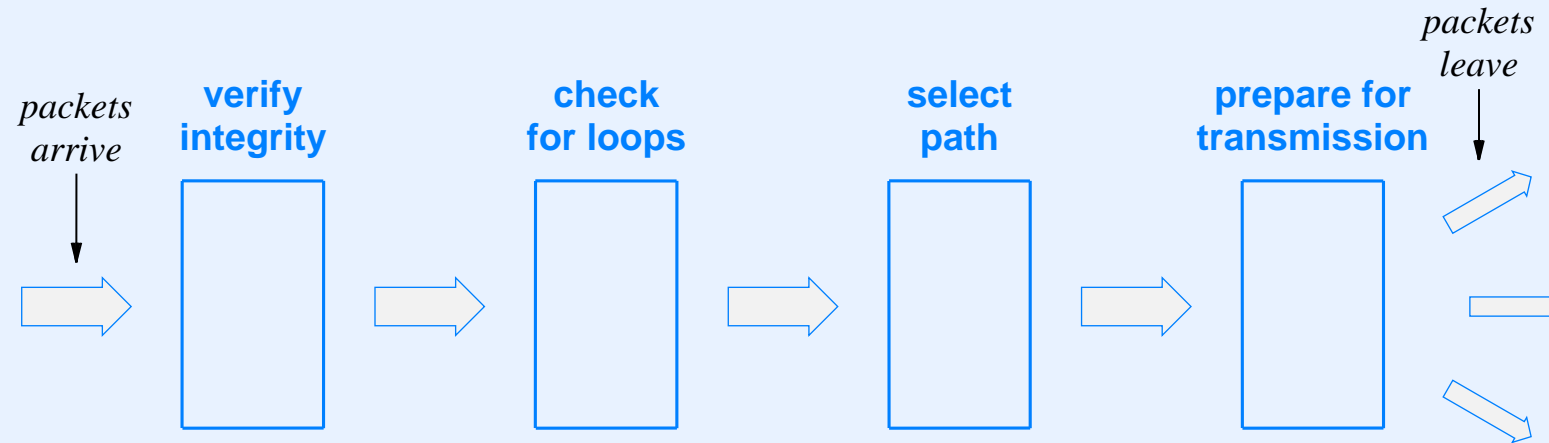 packets
arrive
verify
integrity
check
for loops
select
path
prepare for
transmission
packets
leave